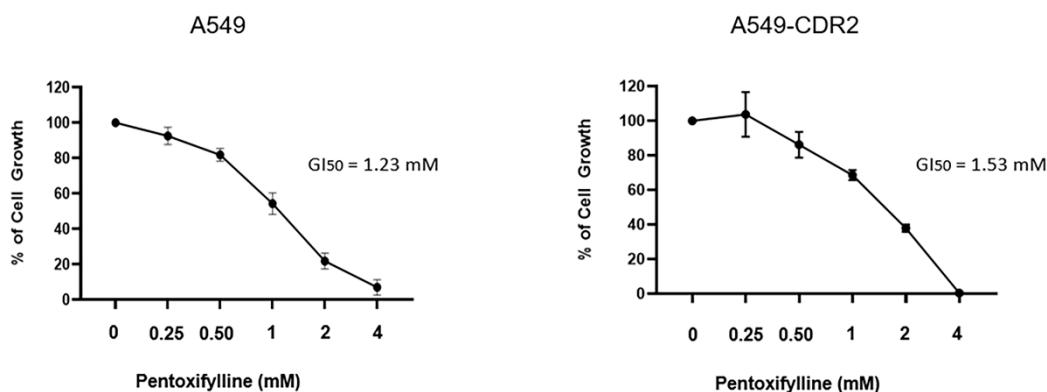 A549
120
100
80
60
40
20
0
% of Cell Growth
GI50 = 1.23 mM
0 0.25 0.50 1 2 4
Pentoxifylline (mM)
A549-CDR2
120
100
80
60
40
20
0
% of Cell Growth
GI50 = 1.53 mM
0 0.25 0.50 1 2 4
Pentoxifylline (mM)